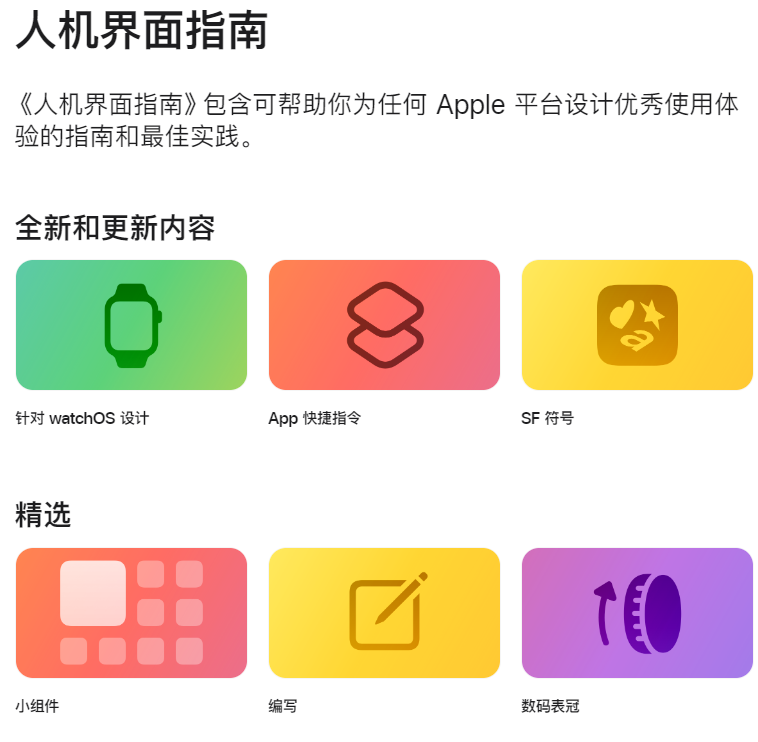 人机界面指南
《人机界面指南》包含可帮助你为任何 Apple 平台设计优秀使用体
验的指南和最佳实践。
全新和更新内容
针对 watchOS 设计
App 快捷指令
SF 符号
精选
小组件
编写
数码表冠